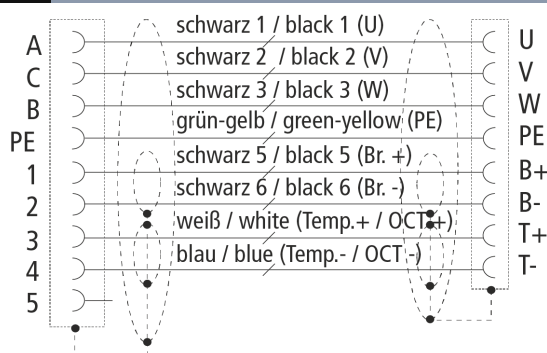 A schwarz 1 / black 1 (U) U
C schwarz 2 / black 2 (V) V
B schwarz 3 / black 3 (W) W
PE grün-gelb / green-yellow (PE) PE
1 schwarz 5 / black 5 (Br. +) B+
2 schwarz 6 / black 6 (Br. -) B-
3 weiß / white (Temp.+ / OCT+) T+
4 blau / blue (Temp.- / OCT -) T-
5